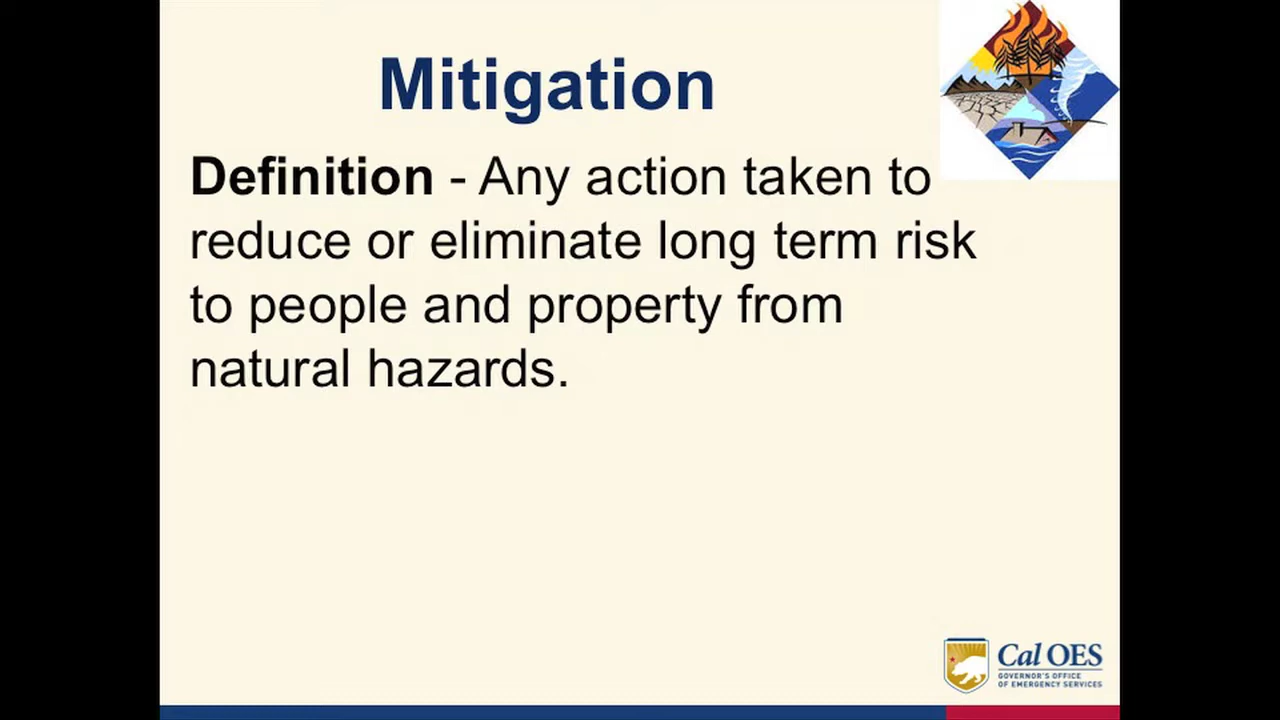 Mitigation
Definition - Any action taken to
reduce or eliminate long term risk
to people and property from
natural hazards.
Cal OES
GOVERNOR'S OFFICE
OF EMERGENCY SERVICES